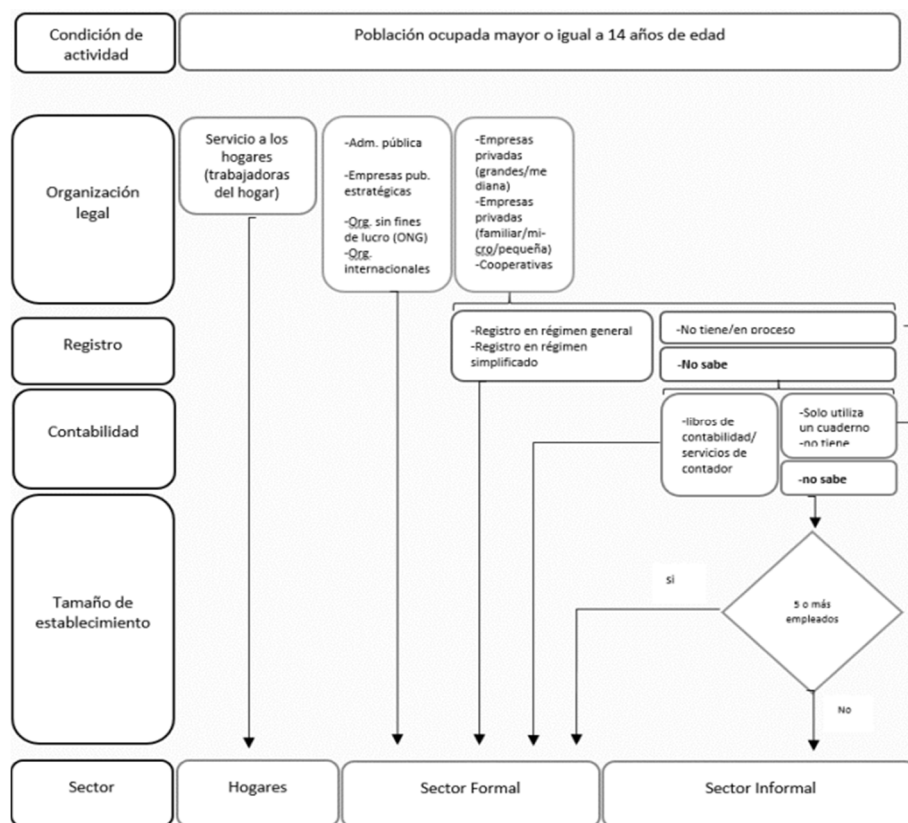 Condición de
actividad
Población ocupada mayor o igual a 14 años de edad
Organización
legal
Servicio a los
hogares
(trabajadoras
del hogar)
-Adm. pública
-Empresas pub.
estratégicas
-Org. sin fines
de lucro (ONG)
-Org.
internacionales
-Empresas
privadas
(grandes/me
diana)
-Empresas
privadas
(familiar/mi-
cro/pequeña)
-Cooperativas
Registro
-Registro en régimen general
-Registro en régimen
simplificado
-No tiene/en proceso
-No sabe
Contabilidad
-libros de
contabilidad/
servicios de
contador
-Solo utiliza
un cuaderno
-no tiene
-no sabe
Tamaño de
establecimiento
si
5 o más
empleados
No
Sector
Hogares
Sector Formal
Sector Informal